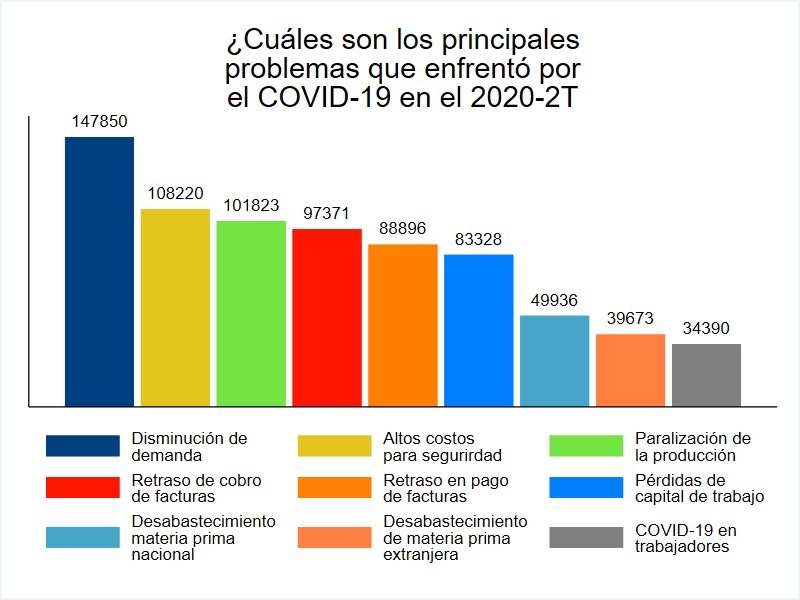 ¿Cuáles son los principales
problemas que enfrentó por
el COVID-19 en el 2020-2T
147850
108220
101823
97371
88896
83328
49936
39673
34390
Disminución de
demanda
Altos costos
para segurirdad
Paralización de
la producción
Retraso de cobro
de facturas
Retraso en pago
de facturas
Pérdidas de
capital de trabajo
Desabastecimiento
materia prima
nacional
Desabastecimiento
de materia prima
extranjera
COVID-19 en
trabajadores